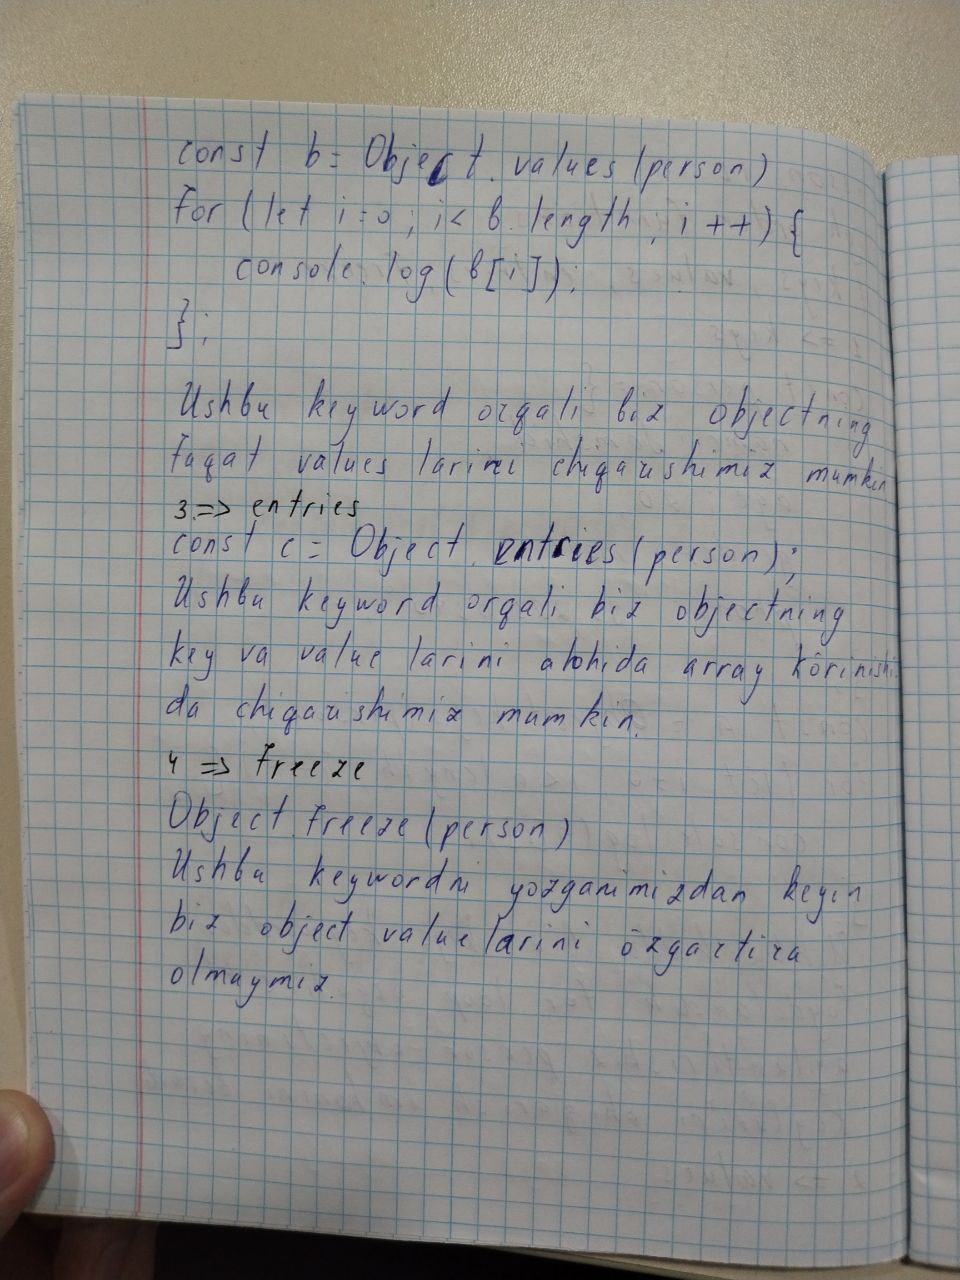 const b = Object.values(person)
for (let i=0; i< b.length; i++) {
console.log(b[i]);
};
Ushbu keyword orqali biz objectning
faqat values larini chiqarishimiz mumkin
3.=> entries
const c = Object.entries(person);
Ushbu keyword orqali biz objectning
key va value larini alohida array körinishi
da chiqarishimiz mumkin.
4 => freeze
Object.freeze(person)
Ushbu keywordni yozganimizdan keyin
biz object value larini özgartira
olmaymiz.